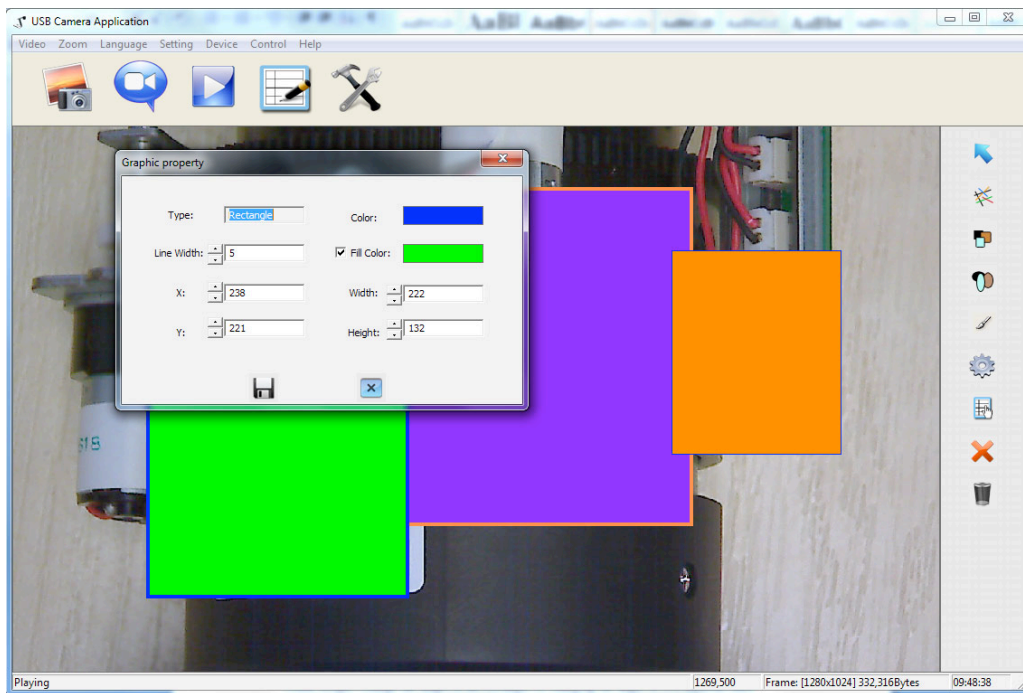 USB Camera Application
Video Zoom Language Setting Device Control Help
Graphic property
Type: Rectangle Color:
Line Width: 5 Fill Color:
X: 238 Width: 222
Y: 221 Height: 132
Playing 1269,500 Frame: [1280x1024] 332,316Bytes 09:48:38